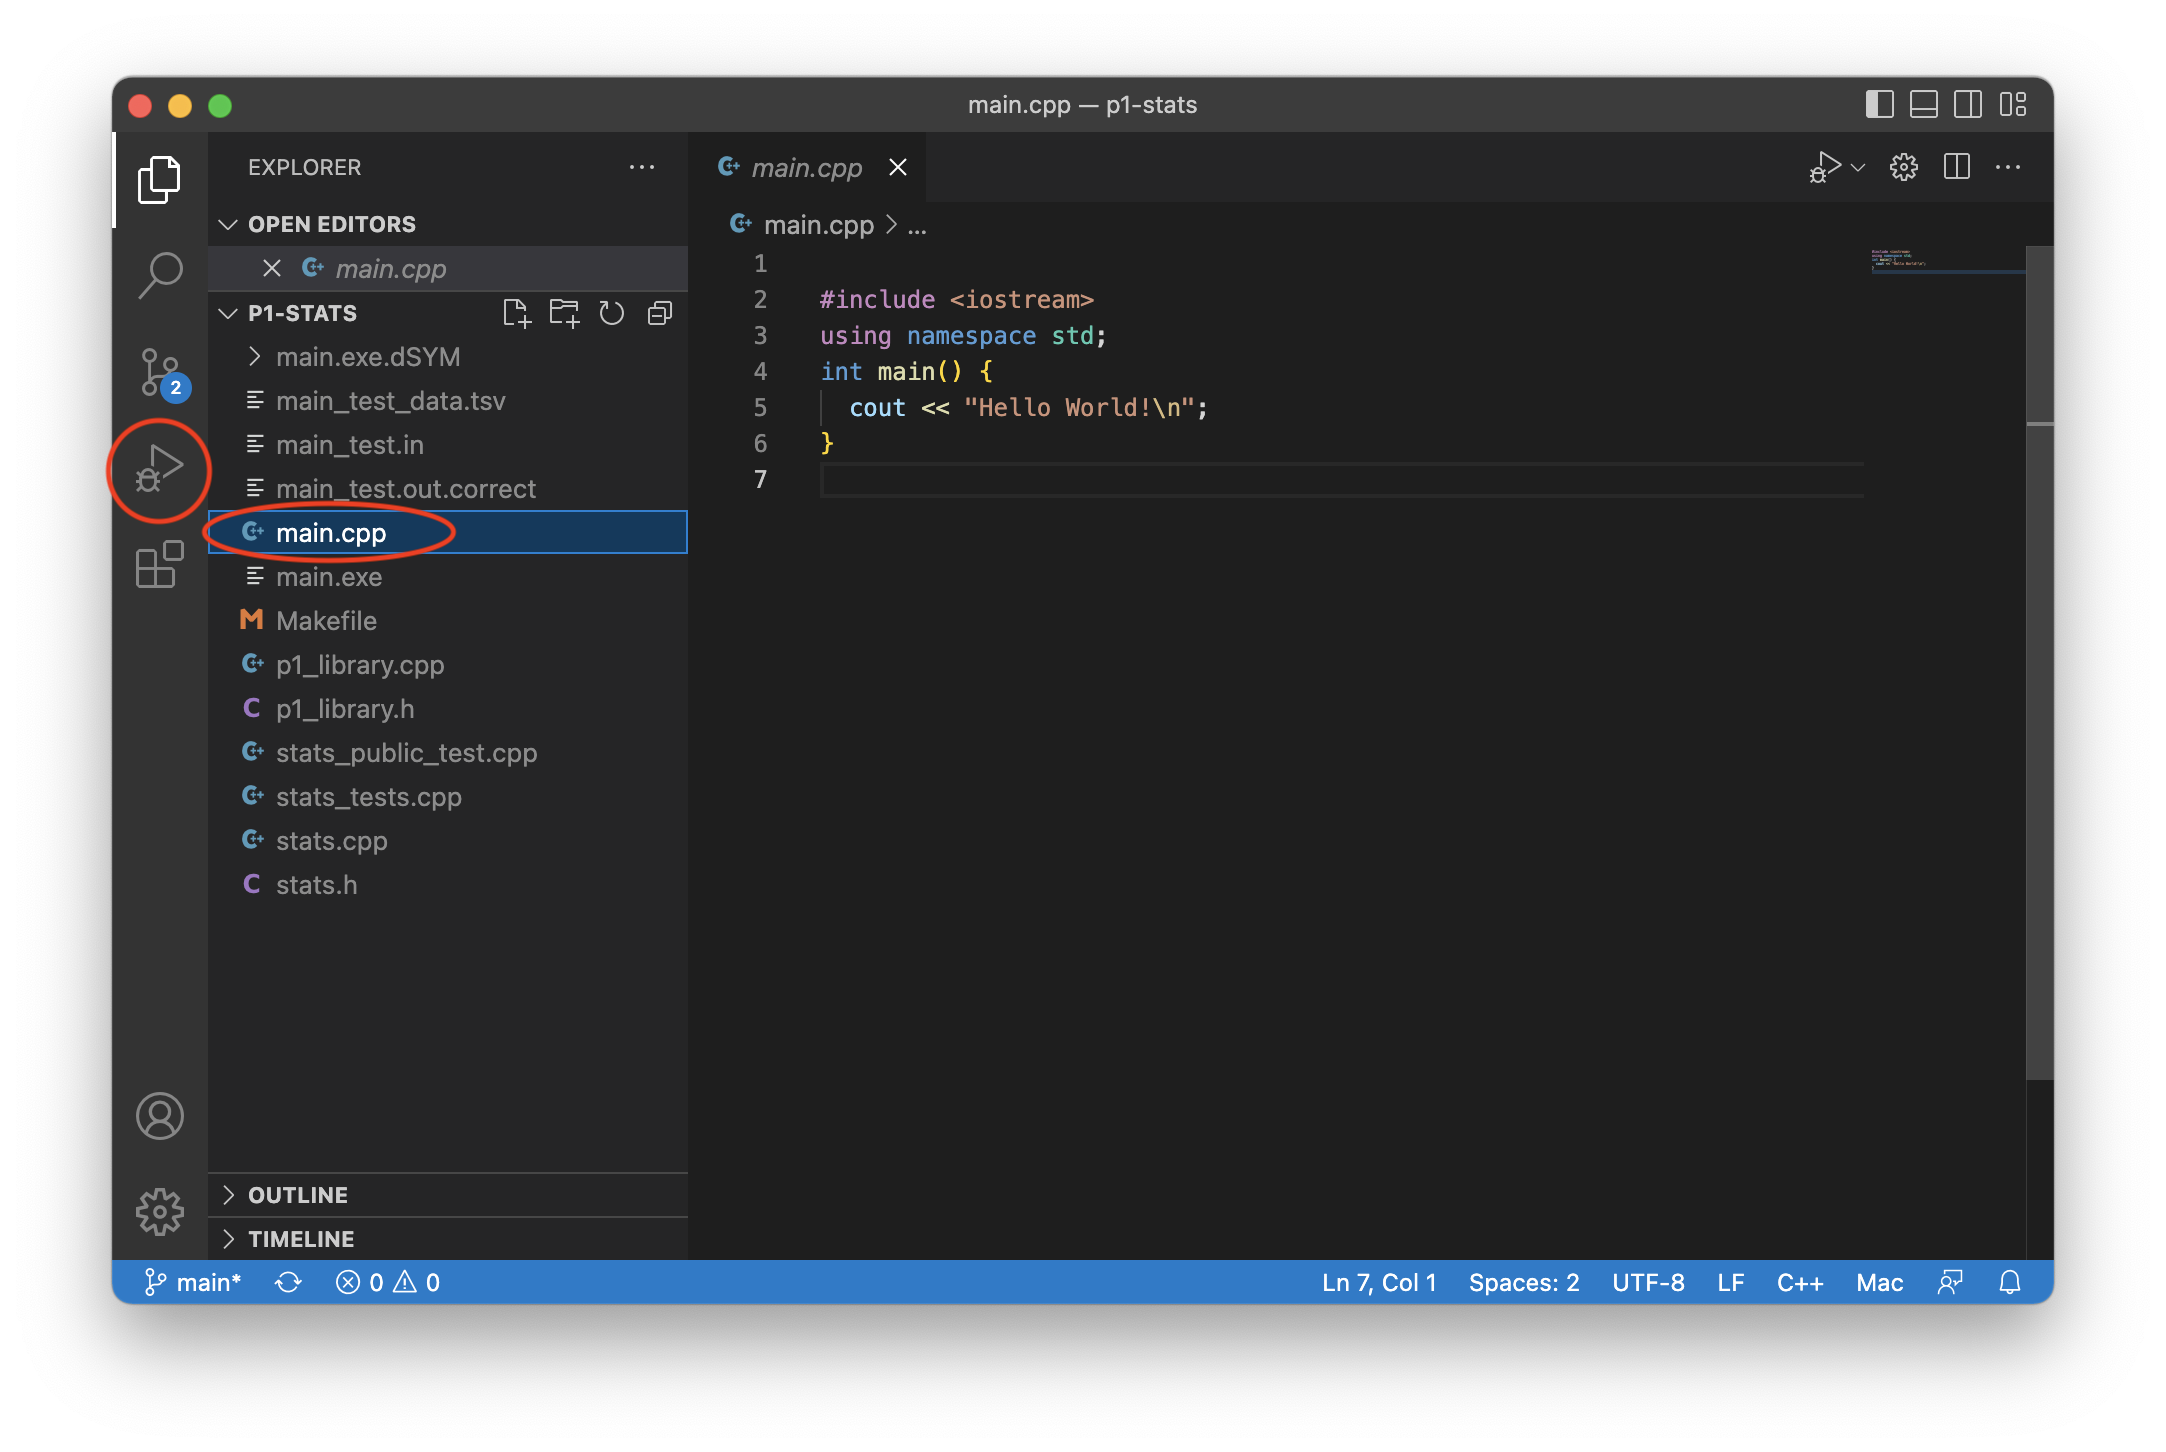 main.cpp — p1-stats
EXPLORER
OPEN EDITORS
main.cpp
P1-STATS
main.exe.dSYM
main_test_data.tsv
main_test.in
main_test.out.correct
main.cpp
main.exe
Makefile
p1_library.cpp
p1_library.h
stats_public_test.cpp
stats_tests.cpp
stats.cpp
stats.h
OUTLINE
TIMELINE
2
main.cpp
main.cpp > ...
1
2 #include <iostream>
3 using namespace std;
4 int main() {
5   cout << "Hello World!\n";
6 }
7
main* 0 0 Ln 7, Col 1 Spaces: 2 UTF-8 LF C++ Mac